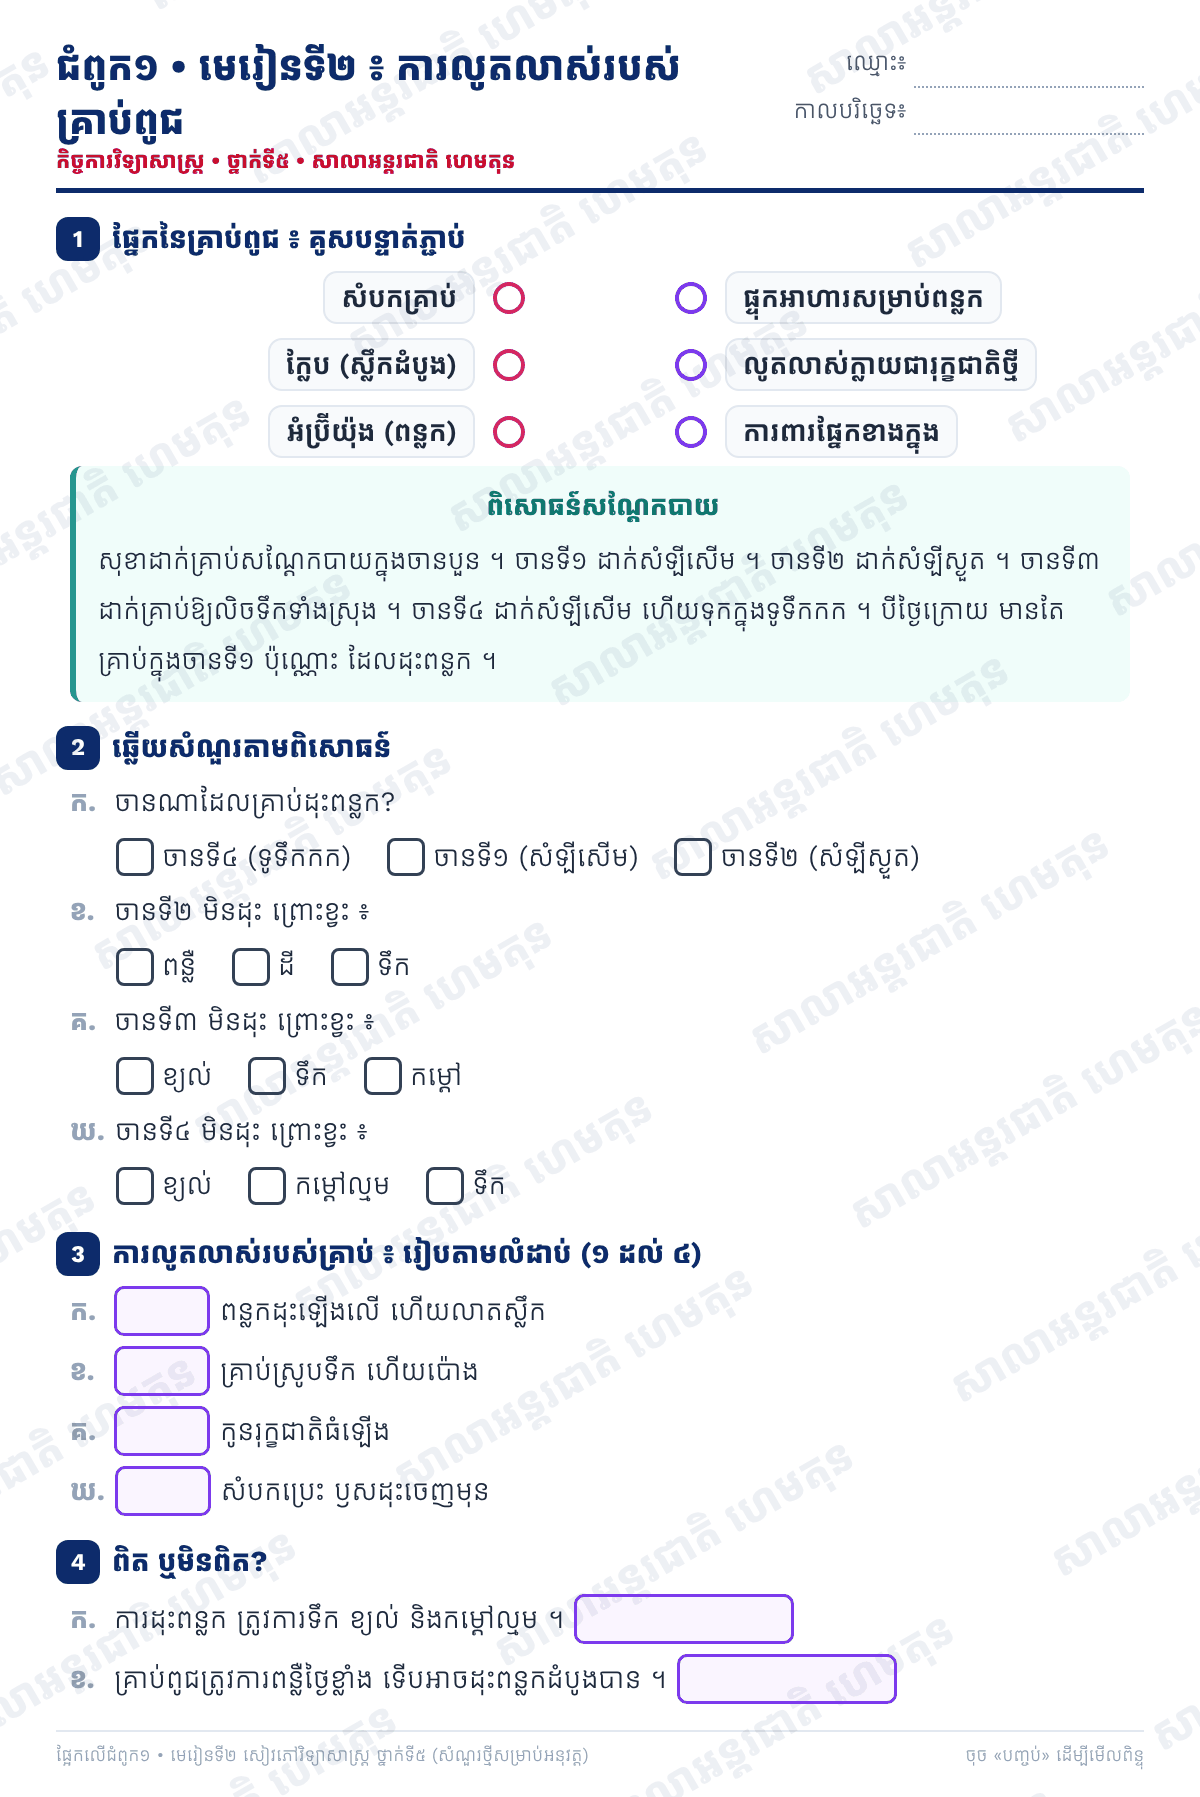 ជំពូក១ • មេរៀនទី២ ៖ ការលូតលាស់របស់
គ្រាប់ពូជ
ឈ្មោះ៖
កាលបរិច្ឆេទ៖
កិច្ចការវិទ្យាសាស្ត្រ • ថ្នាក់ទី៥ • សាលាអន្តរជាតិ ហេមតុន
1 ផ្នែកនៃគ្រាប់ពូជ ៖ គូសបន្ទាត់ភ្ជាប់
សំបកគ្រាប់ ផ្ទុកអាហារសម្រាប់ពន្លក
ក្លែប (ស្លឹកដំបូង) លូតលាស់ក្លាយជារុក្ខជាតិថ្មី
អំប្រ៊ីយ៉ុង (ពន្លក) ការពារផ្នែកខាងក្នុង
ពិសោធន៍សណ្ដែកបាយ
សុខាដាក់គ្រាប់សណ្ដែកបាយក្នុងចានបួន ។ ចានទី១ ដាក់សំឡីសើម ។ ចានទី២ ដាក់សំឡីស្ងួត ។ ចានទី៣
ដាក់គ្រាប់ឱ្យលិចទឹកទាំងស្រុង ។ ចានទី៤ ដាក់សំឡីសើម ហើយទុកក្នុងទូទឹកកក ។ បីថ្ងៃក្រោយ មានតែ
គ្រាប់ក្នុងចានទី១ ប៉ុណ្ណោះ ដែលដុះពន្លក ។
2 ឆ្លើយសំណួរតាមពិសោធន៍
ក. ចានណាដែលគ្រាប់ដុះពន្លក?
ចានទី៤ (ទូទឹកកក) ចានទី១ (សំឡីសើម) ចានទី២ (សំឡីស្ងួត)
ខ. ចានទី២ មិនដុះ ព្រោះខ្វះ ៖
ពន្លឺ ដី ទឹក
គ. ចានទី៣ មិនដុះ ព្រោះខ្វះ ៖
ខ្យល់ ទឹក កម្ដៅ
ឃ. ចានទី៤ មិនដុះ ព្រោះខ្វះ ៖
ខ្យល់ កម្ដៅល្មម ទឹក
3 ការលូតលាស់របស់គ្រាប់ ៖ រៀបតាមលំដាប់ (១ ដល់ ៤)
ក. ពន្លកដុះឡើងលើ ហើយលាតស្លឹក
ខ. គ្រាប់ស្រូបទឹក ហើយប៉ោង
គ. កូនរុក្ខជាតិធំឡើង
ឃ. សំបកប្រេះ ឫសដុះចេញមុន
4 ពិត ឬមិនពិត?
ក. ការដុះពន្លក ត្រូវការទឹក ខ្យល់ និងកម្ដៅល្មម ។
ខ. គ្រាប់ពូជត្រូវការពន្លឺថ្ងៃខ្លាំង ទើបអាចដុះពន្លកដំបូងបាន ។
ផ្អែកលើជំពូក១ • មេរៀនទី២ សៀវភៅវិទ្យាសាស្ត្រ ថ្នាក់ទី៥ (សំណួរថ្មីសម្រាប់អនុវត្ត)
ចុច «បញ្ចប់» ដើម្បីមើលពិន្ទុ